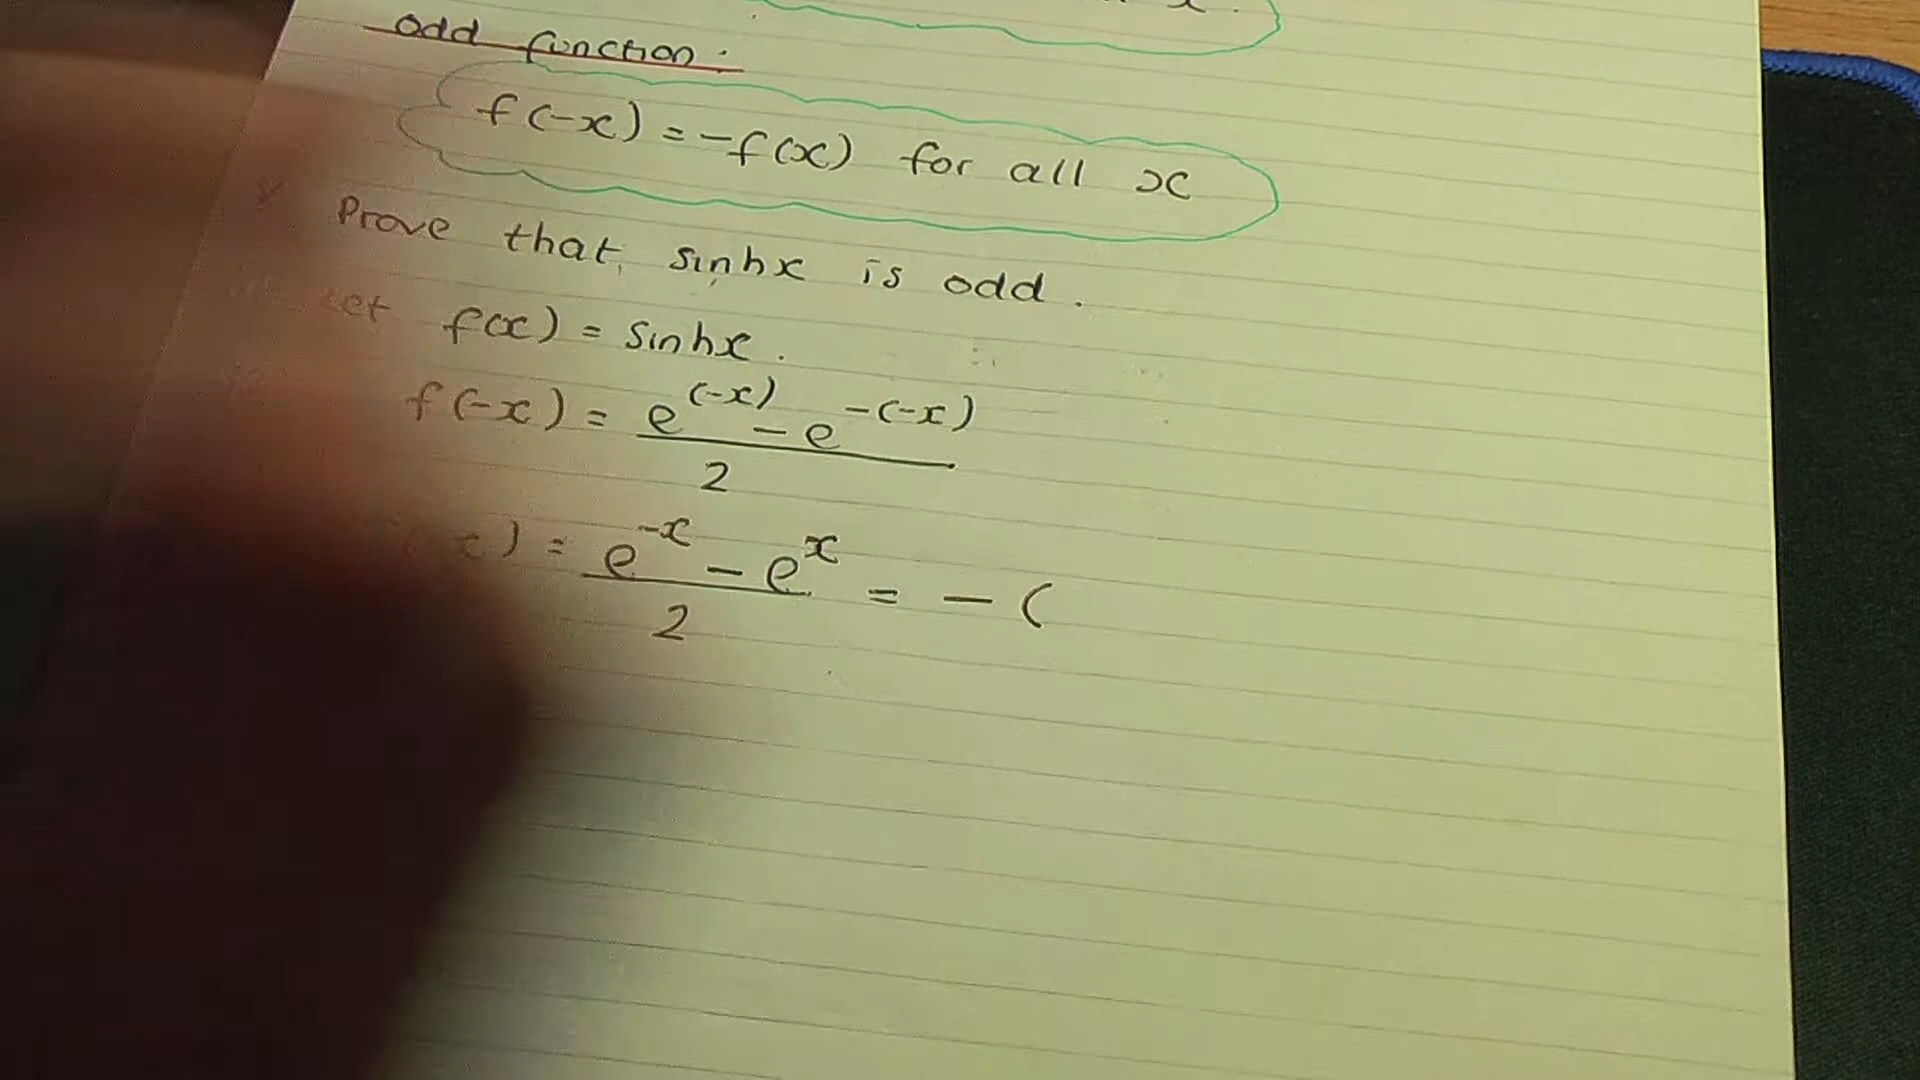 x.
odd function.
f(-x) = -f(x) for all x
Prove that sinhx is odd.
Let f(x) = Sinhx.
f(-x) = e^(-x) - e^-(-x) / 2
x) = e^-x - e^x / 2 = - (